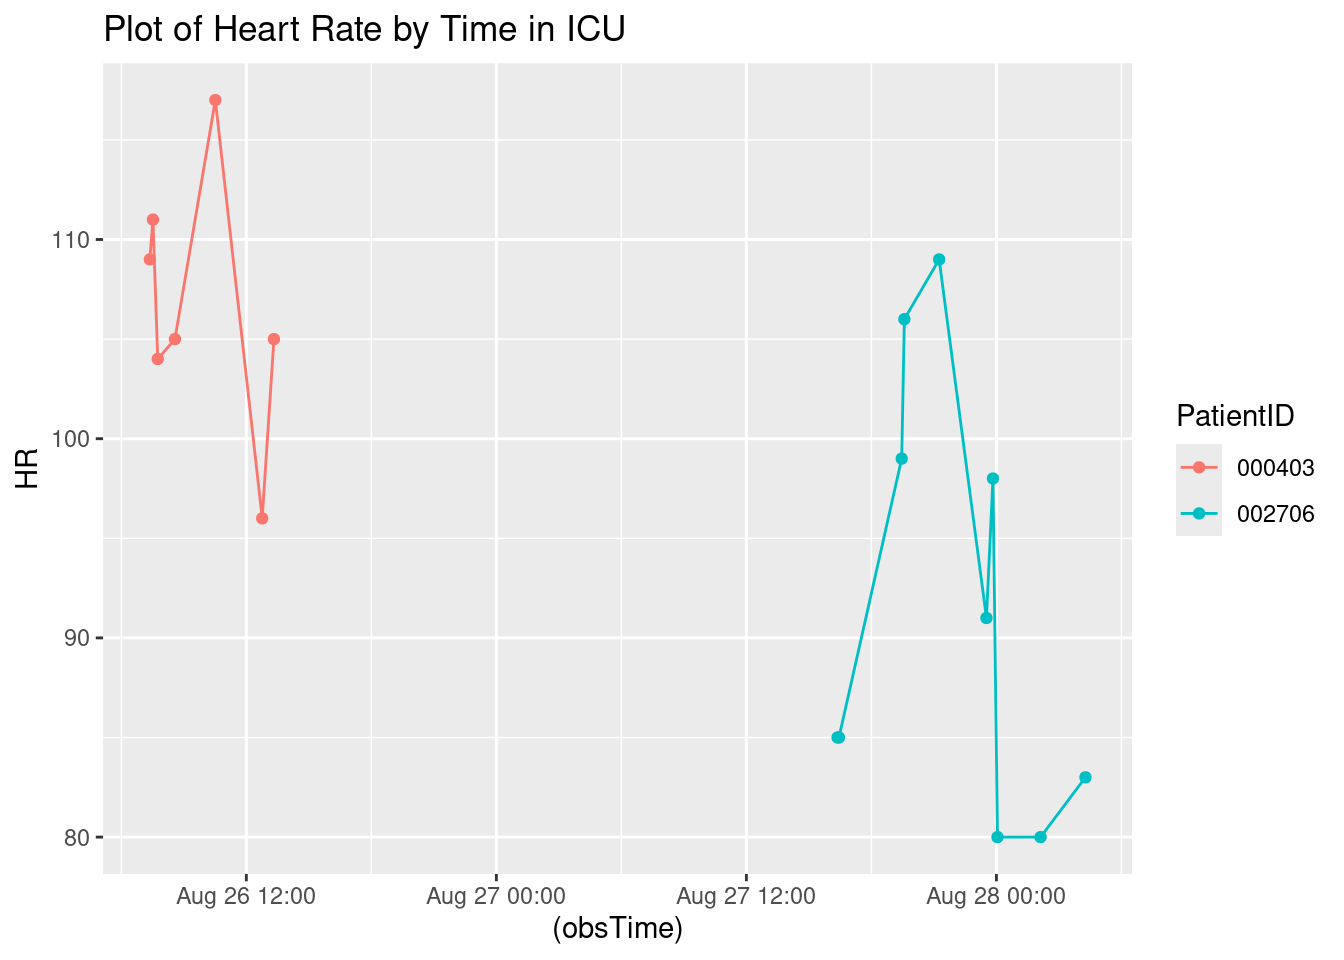 Plot of Heart Rate by Time in ICU
110
100
90
80
HR
Aug 26 12:00 Aug 27 00:00 Aug 27 12:00 Aug 28 00:00
(obsTime)
PatientID
000403
002706